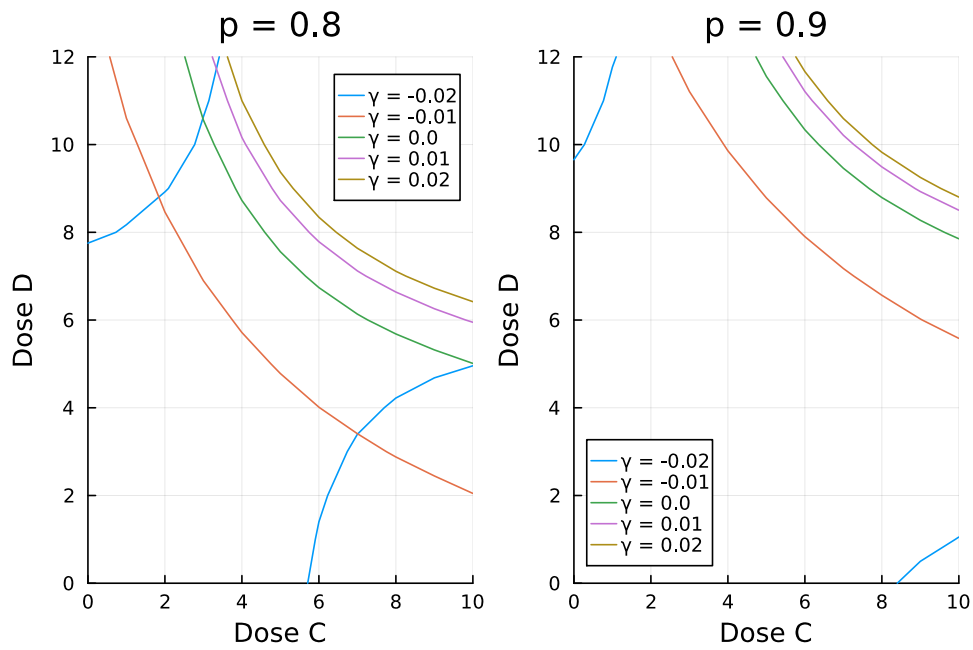 p = 0.8
12
10
8
6
4
2
0
Dose D
0 2 4 6 8 10
Dose C
γ = -0.02
γ = -0.01
γ = 0.0
γ = 0.01
γ = 0.02
p = 0.9
12
10
8
6
4
2
0
Dose D
0 2 4 6 8 10
Dose C
γ = -0.02
γ = -0.01
γ = 0.0
γ = 0.01
γ = 0.02